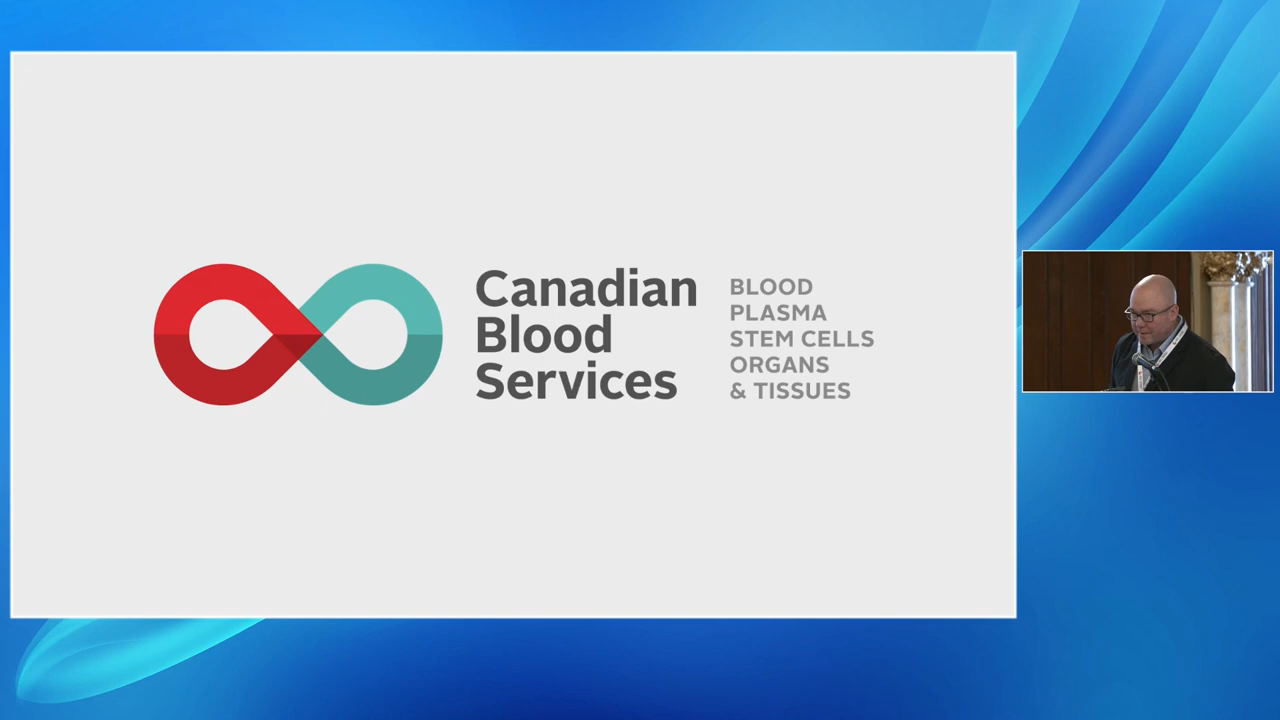 Canadian
Blood
Services
BLOOD
PLASMA
STEM CELLS
ORGANS
& TISSUES